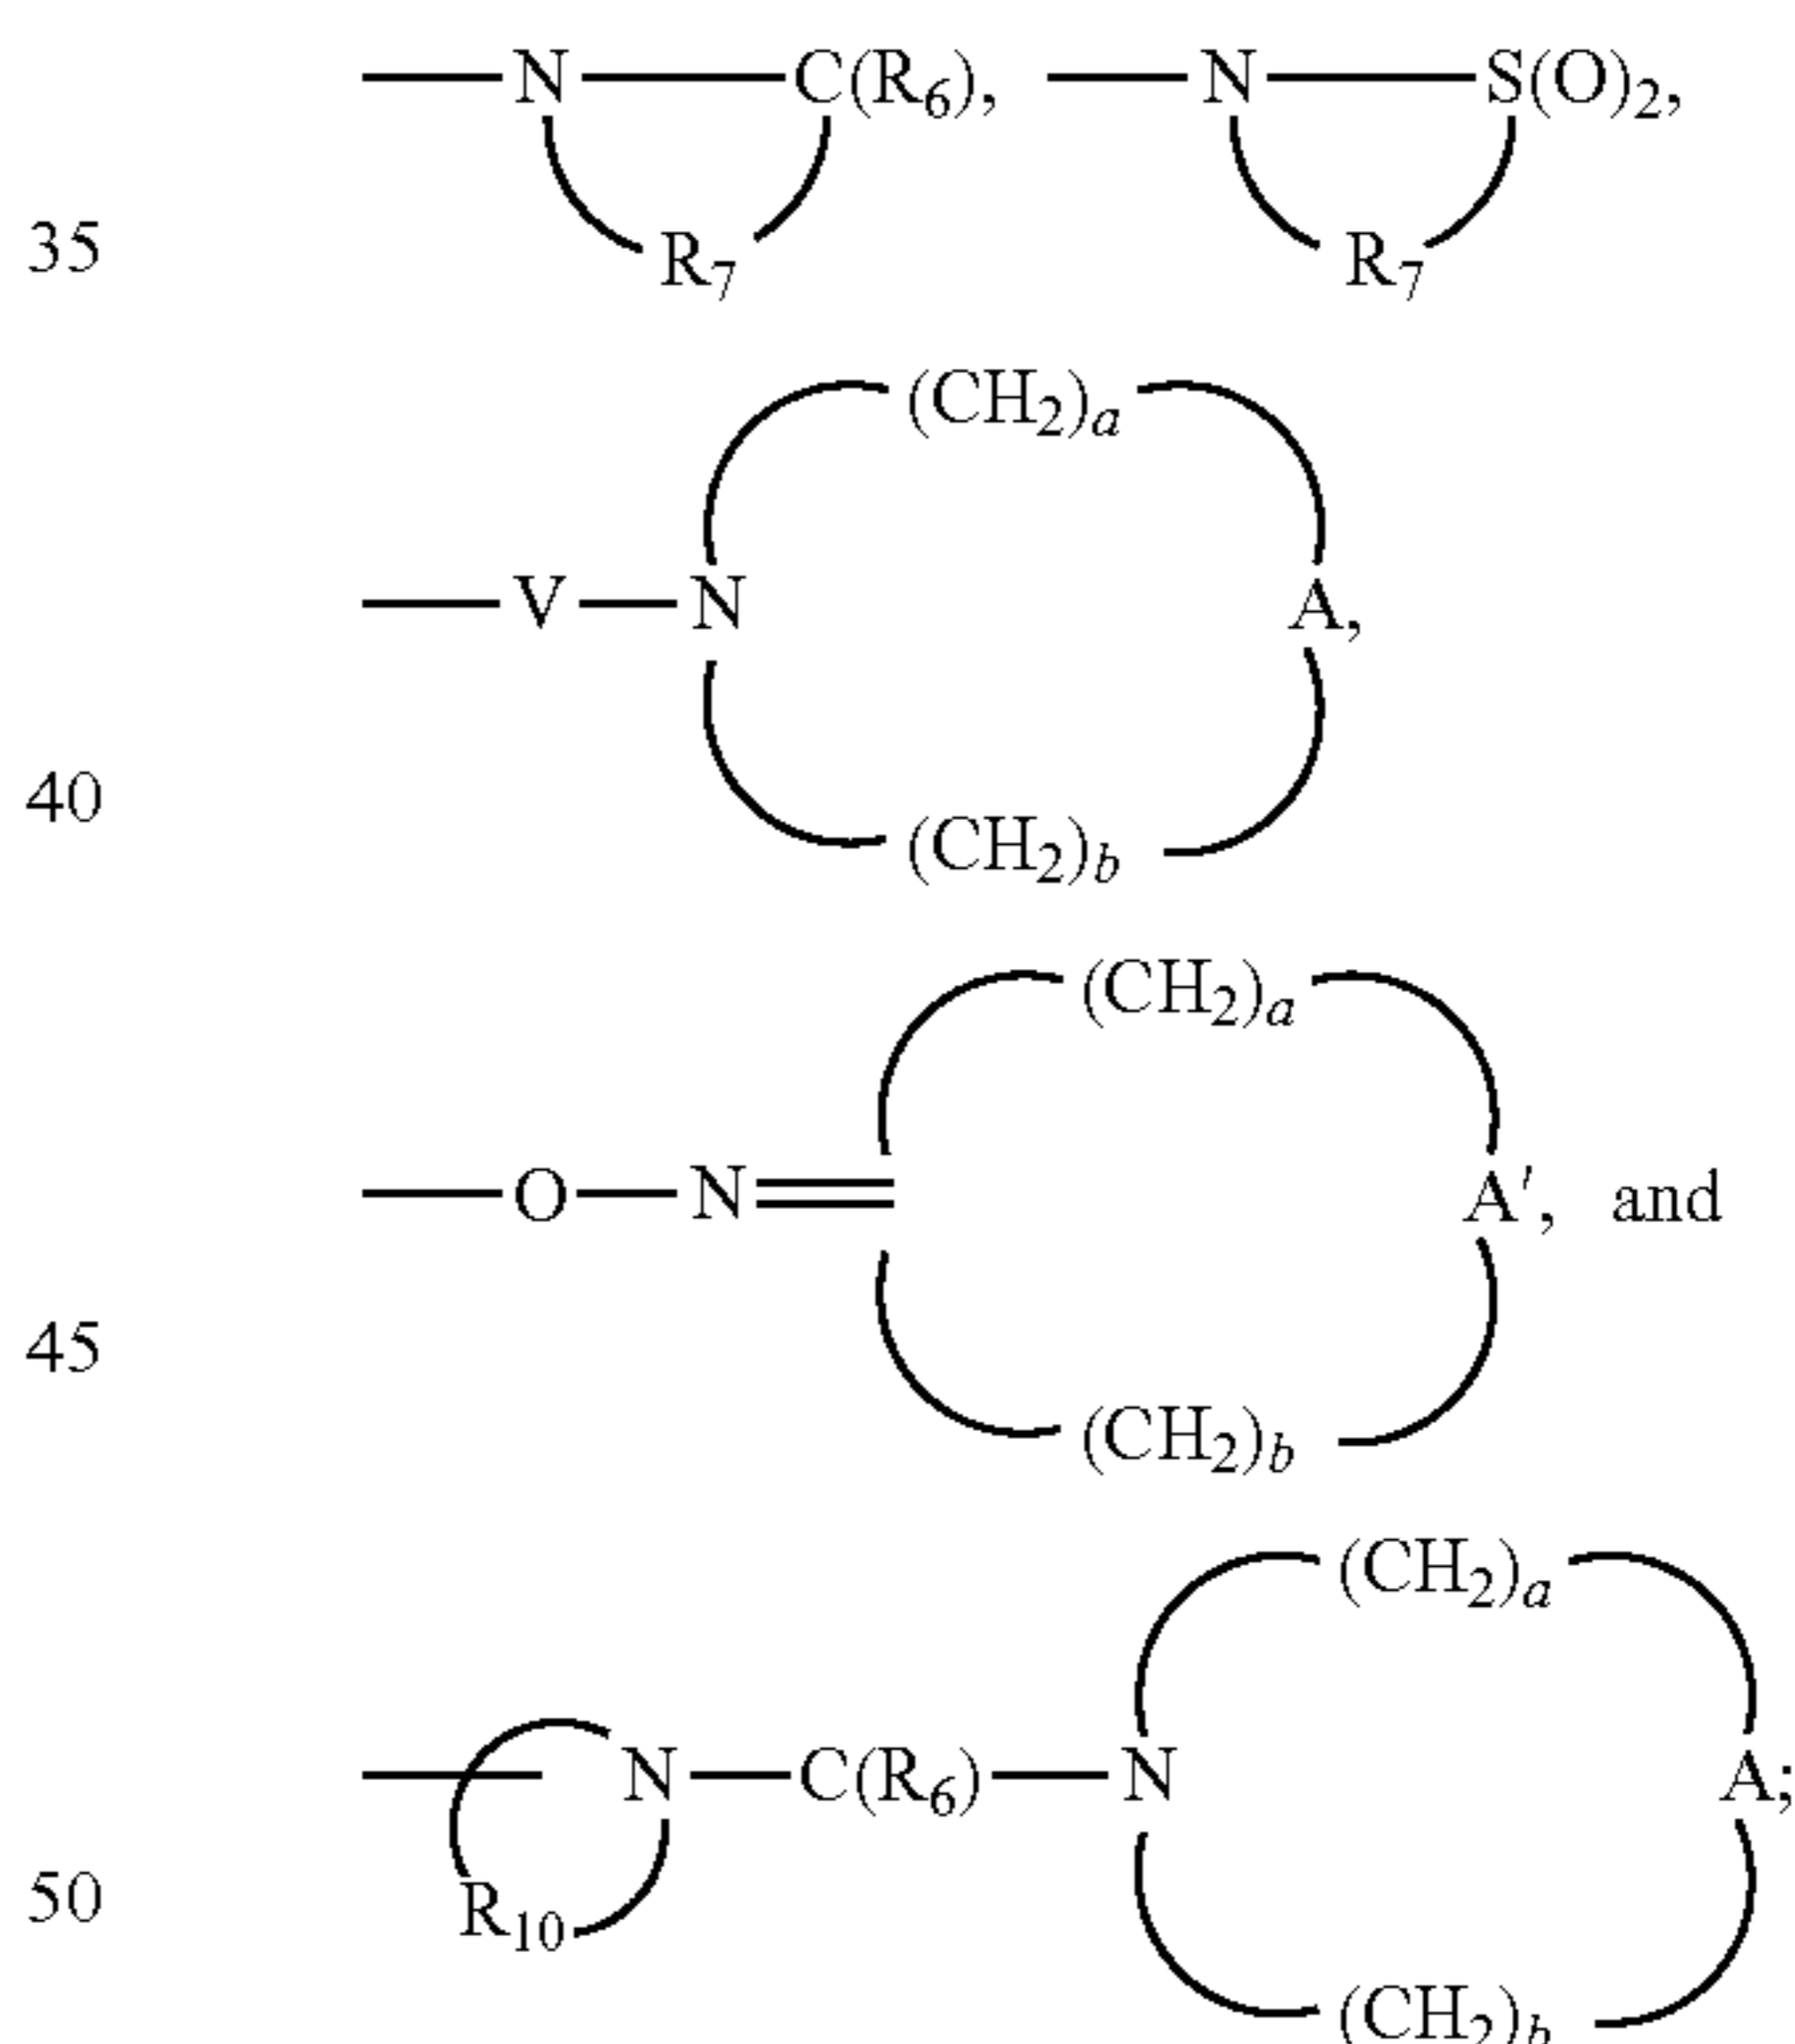 N C(R6), N S(O)2,
35
R7 R7
(CH2)a
V N A,
40
(CH2)b
(CH2)a
O N A′, and
45
(CH2)b
(CH2)a
N C(R6) N A;
50
R10
(CH2)b